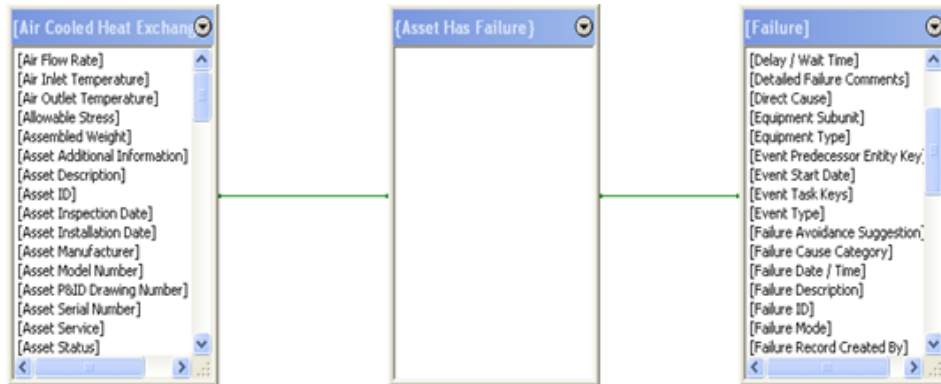 [Air Cooled Heat Exchang
[Air Flow Rate]
[Air Inlet Temperature]
[Air Outlet Temperature]
[Allowable Stress]
[Assembled Weight]
[Asset Additional Information]
[Asset Description]
[Asset ID]
[Asset Inspection Date]
[Asset Installation Date]
[Asset Manufacturer]
[Asset Model Number]
[Asset P&ID Drawing Number]
[Asset Serial Number]
[Asset Service]
[Asset Status]
{Asset Has Failure}
[Failure]
[Delay / Wait Time]
[Detailed Failure Comments]
[Direct Cause]
[Equipment Subunit]
[Equipment Type]
[Event Predecessor Entity Key]
[Event Start Date]
[Event Task Keys]
[Event Type]
[Failure Avoidance Suggestion]
[Failure Cause Category]
[Failure Date / Time]
[Failure Description]
[Failure ID]
[Failure Mode]
[Failure Record Created By]